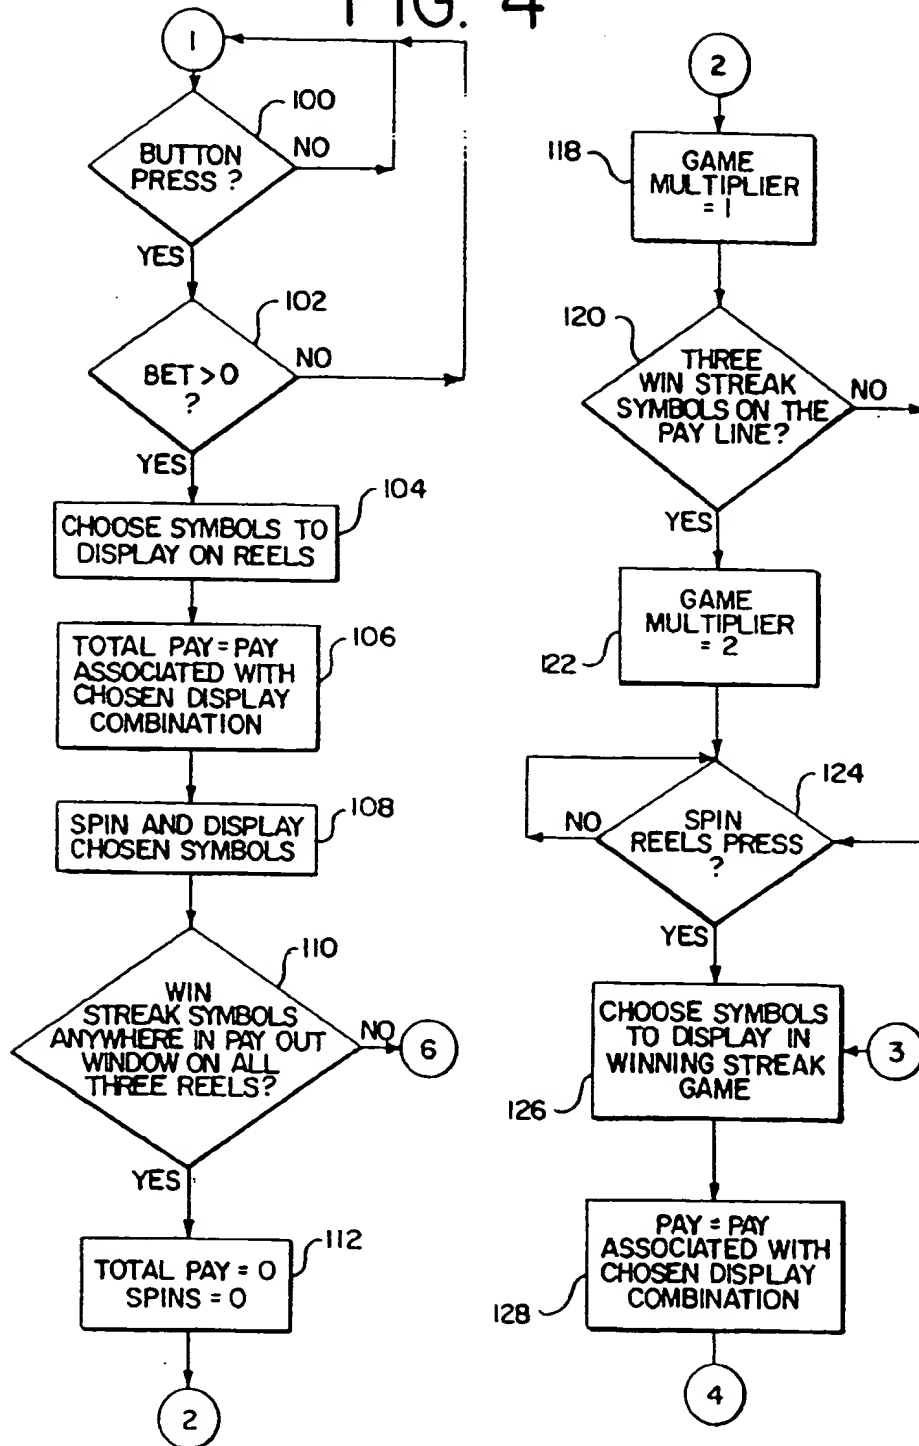 FIG. 4
1
100
BUTTON
PRESS ?
NO
YES
102
BET > 0
?
NO
YES
104
CHOOSE SYMBOLS TO
DISPLAY ON REELS
106
TOTAL PAY = PAY
ASSOCIATED WITH
CHOSEN DISPLAY
COMBINATION
108
SPIN AND DISPLAY
CHOSEN SYMBOLS
110
WIN
STREAK SYMBOLS
ANYWHERE IN PAY OUT
WINDOW ON ALL
THREE REELS?
NO
6
YES
112
TOTAL PAY = 0
SPINS = 0
2
2
118
GAME
MULTIPLIER
= 1
120
THREE
WIN STREAK
SYMBOLS ON THE
PAY LINE?
NO
YES
GAME
MULTIPLIER
= 2
122
124
SPIN
REELS PRESS
?
NO
YES
CHOOSE SYMBOLS
TO DISPLAY IN
WINNING STREAK
GAME
3
126
PAY = PAY
ASSOCIATED WITH
CHOSEN DISPLAY
COMBINATION
128
4